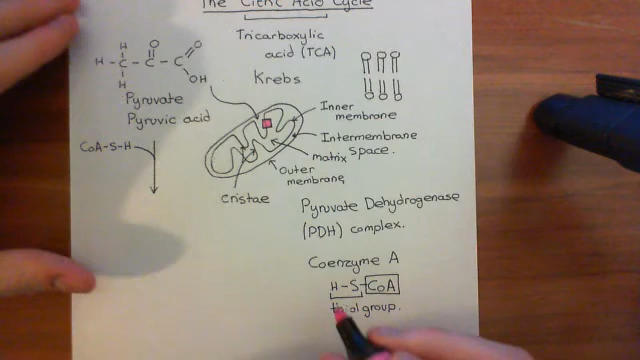 The Citric Acid Cycle
Tricarboxylic
acid (TCA)
Krebs
H O O
H - C - C - C
H OH
Pyruvate
Pyruvic acid
CoA-S-H
Inner
membrane
Intermembrane
Space.
matrix
Outer
membrane
Cristae
Pyruvate Dehydrogenase
(PDH) complex.
Coenzyme A
H-S-CoA
thiol group.